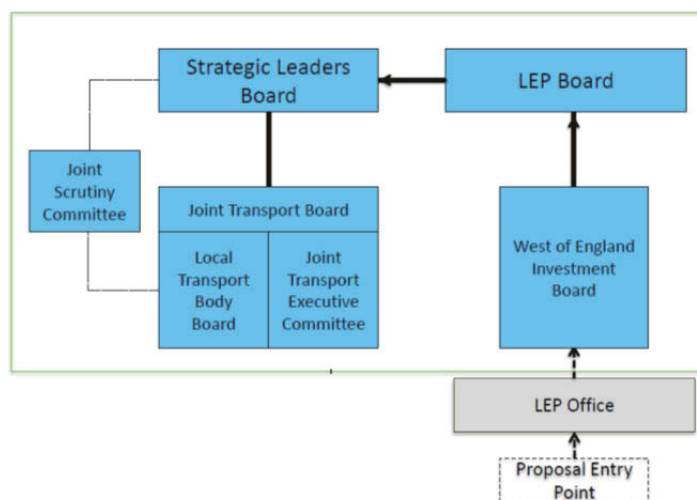 Strategic Leaders
Board
LEP Board
Joint
Scrutiny
Committee
Joint Transport Board
Local
Transport
Body
Board
Joint
Transport
Executive
Committee
West of England
Investment
Board
LEP Office
Proposal Entry
Point